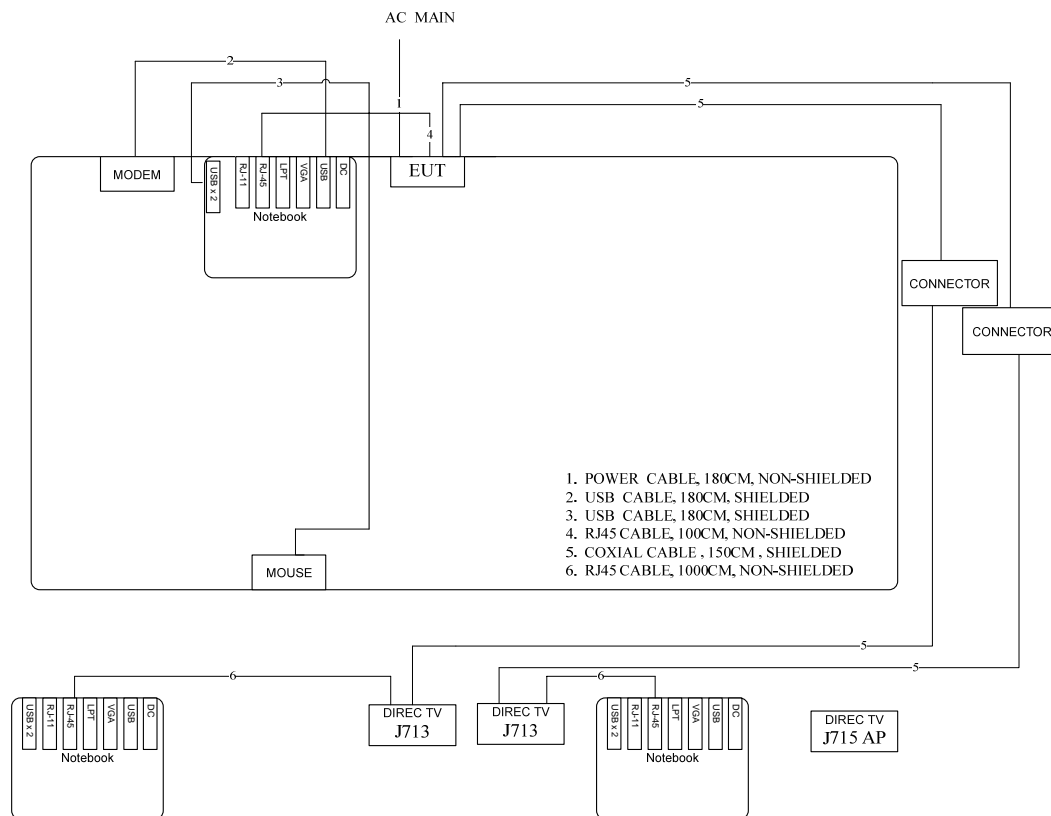 AC MAIN
2
3
5
5
1
4
MODEM
USB x 2
RJ-11
RJ-45
LPT
VGA
USB
DC
Notebook
EUT
CONNECTOR
CONNECTOR
1. POWER CABLE, 180CM, NON-SHIELDED
2. USB CABLE, 180CM, SHIELDED
3. USB CABLE, 180CM, SHIELDED
4. RJ45 CABLE, 100CM, NON-SHIELDED
5. COXIAL CABLE , 150CM , SHIELDED
6. RJ45 CABLE, 1000CM, NON-SHIELDED
MOUSE
5
5
6
6
USB x 2
RJ-11
RJ-45
LPT
VGA
USB
DC
Notebook
DIREC TV
J713
DIREC TV
J713
USB x 2
RJ-11
RJ-45
LPT
VGA
USB
DC
Notebook
DIREC TV
J715 AP